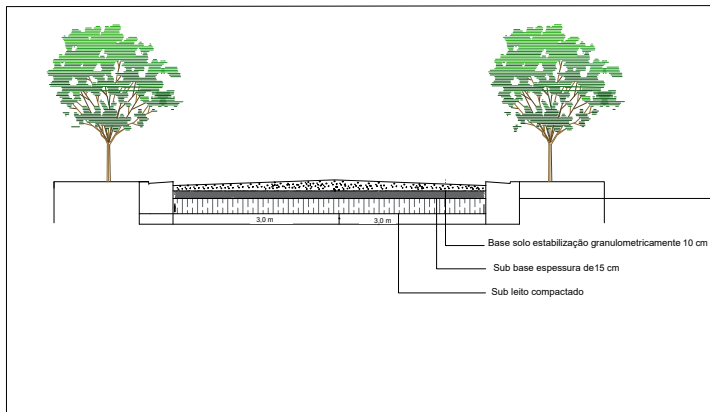 3,0 m 3,0 m
Base solo estabilização granulometricamente 10 cm
Sub base espessura de15 cm
Sub leito compactado